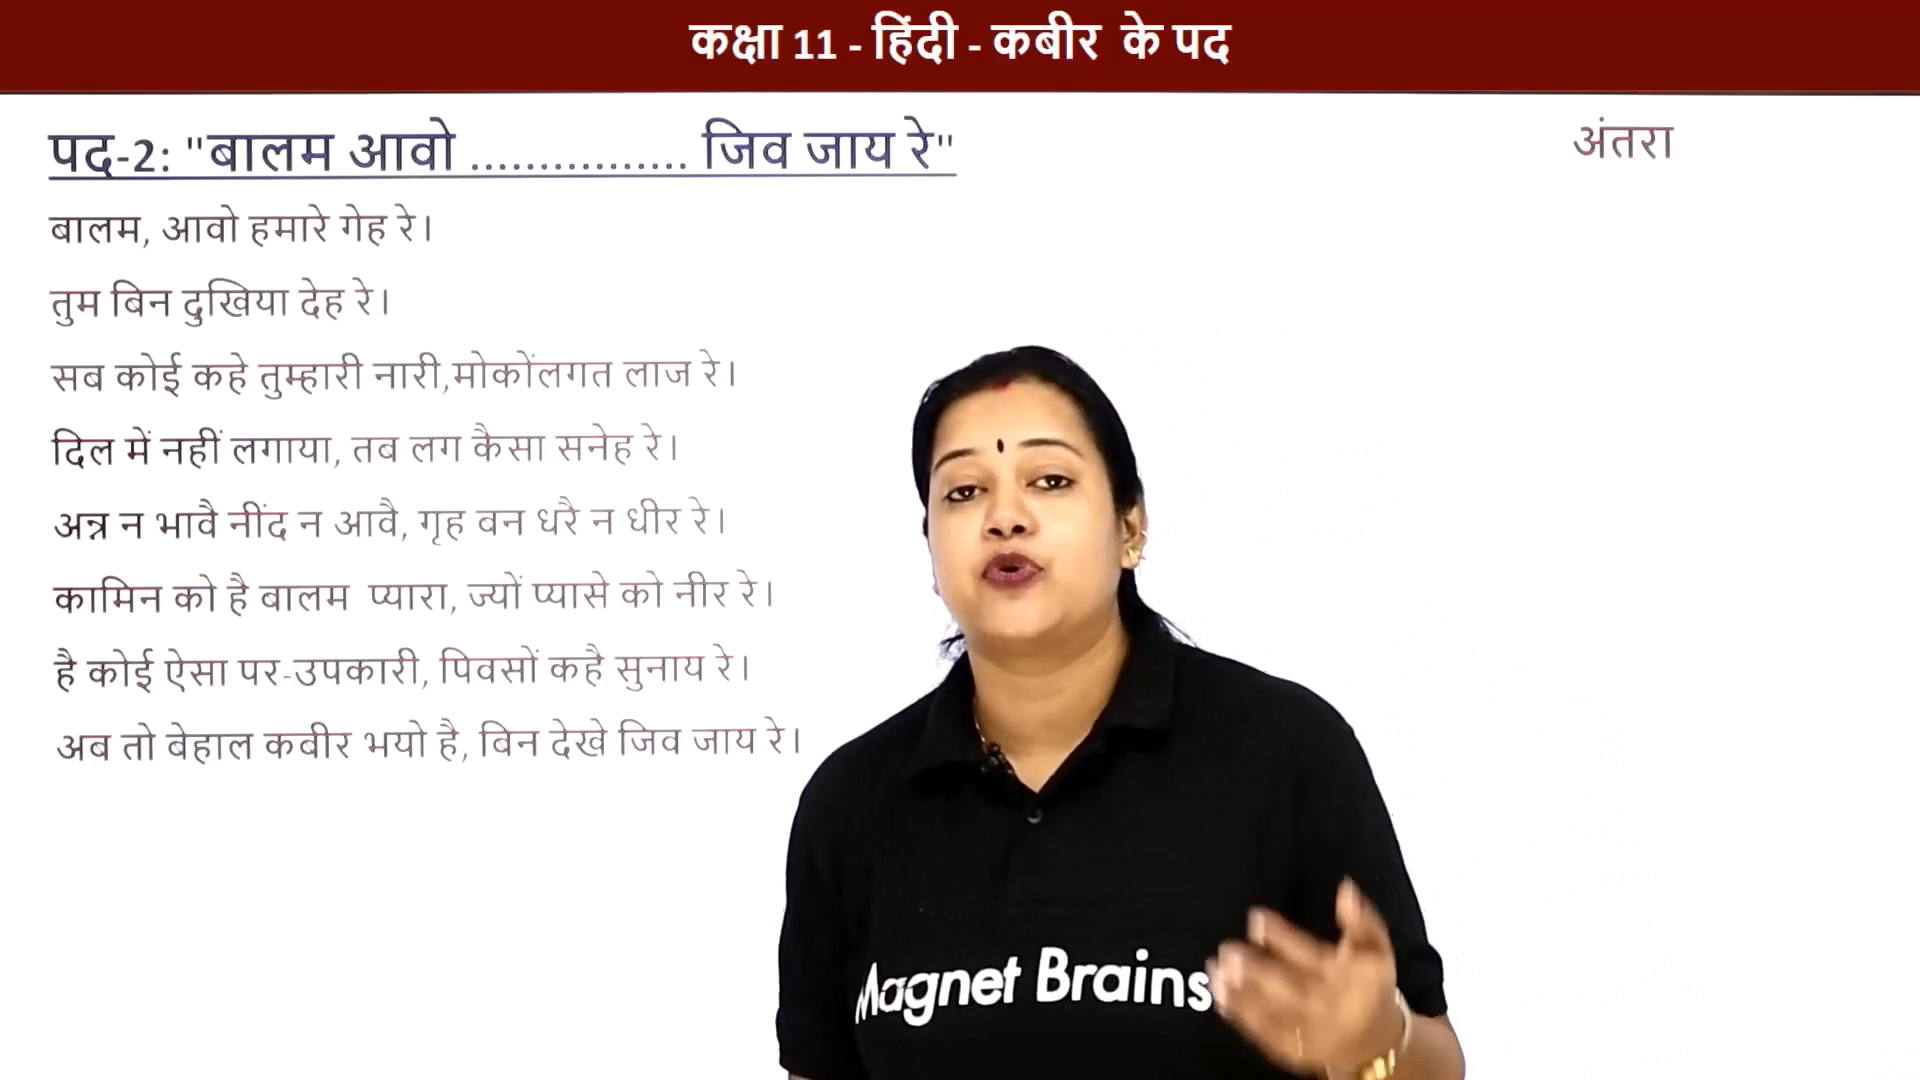 कक्षा 11 - हिंदी - कबीर के पद
पद-2: "बालम आवो ................ जिव जाय रे"
अंतरा
बालम, आवो हमारे गेह रे।
तुम बिन दुखिया देह रे।
सब कोई कहे तुम्हारी नारी,मोकोंलगत लाज रे।
दिल में नहीं लगाया, तब लग कैसा सनेह रे।
अन्न न भावै नींद न आवै, गृह बन धरै न धीर रे।
कामिन को है बालम प्यारा, ज्यों प्यासे को नीर रे।
है कोई ऐसा पर-उपकारी, पिवसों कहै सुनाय रे।
अब तो बेहाल कबीर भयो है, बिन देखे जिव जाय रे।
Magnet Brains